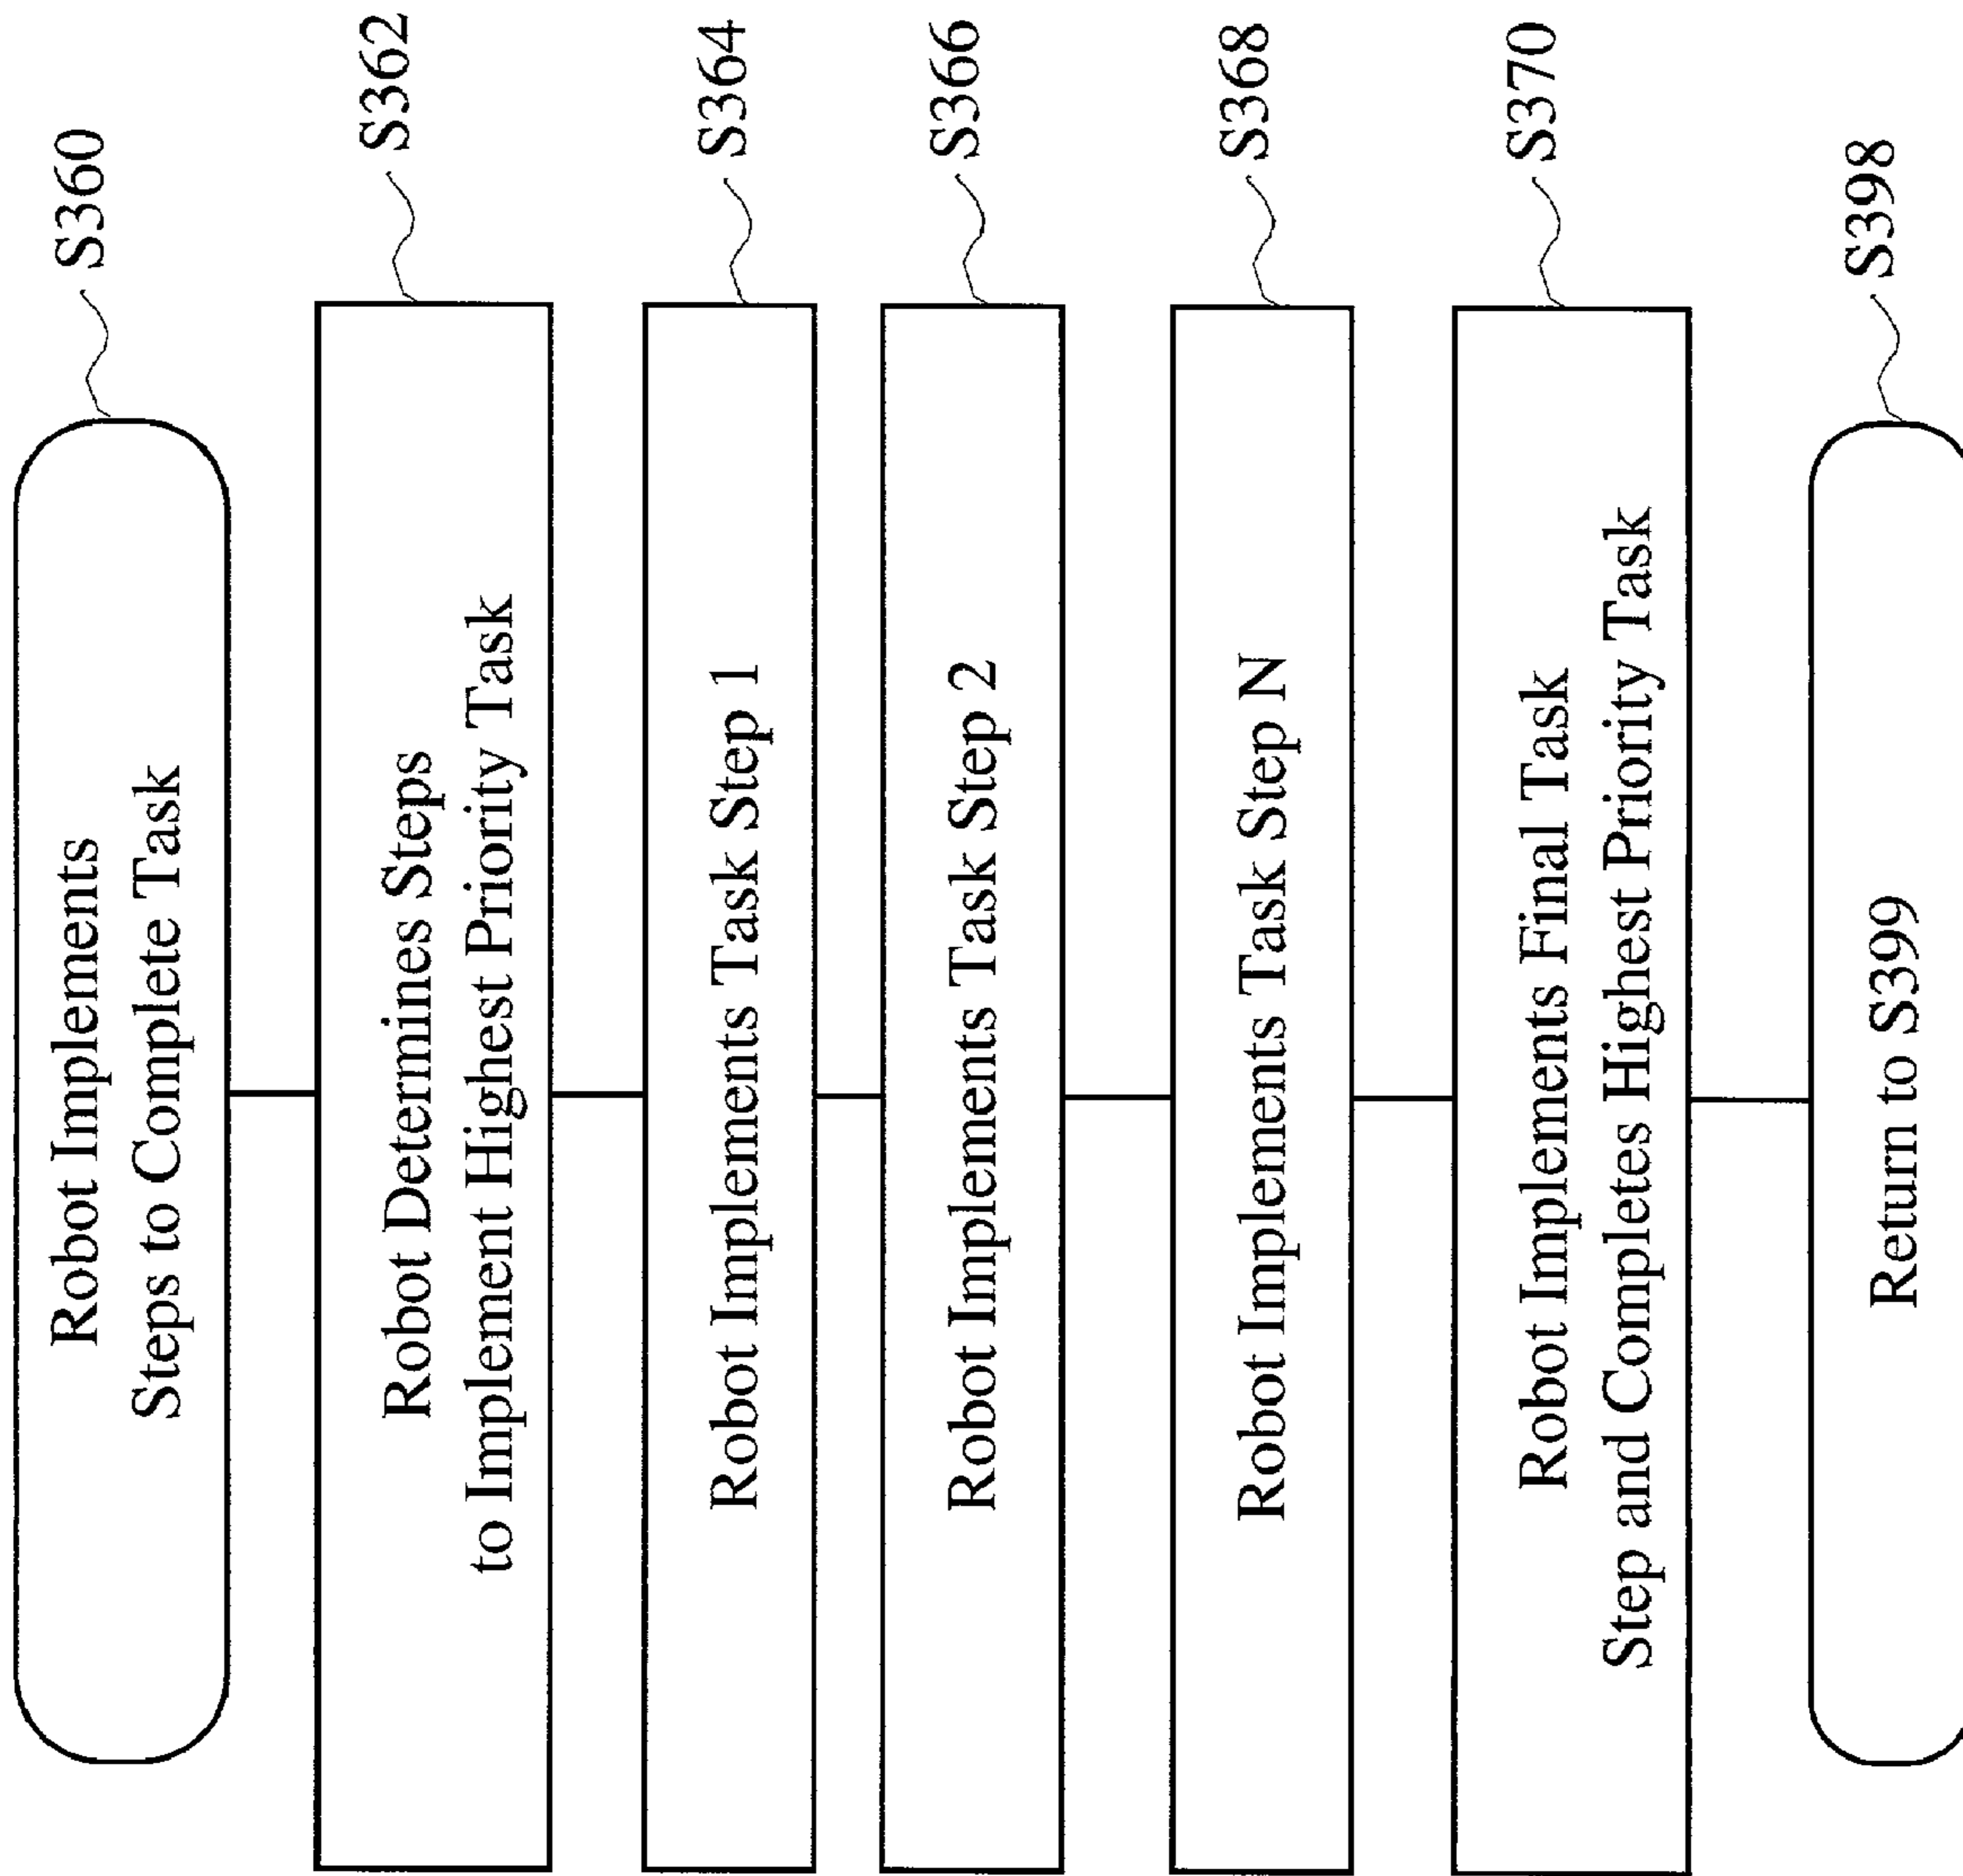 Robot Implements
Steps to Complete Task
S360
Robot Determines Steps
to Implement Highest Priority Task
S362
Robot Implements Task Step 1
S364
Robot Implements Task Step 2
S366
Robot Implements Task Step N
S368
Robot Implements Final Task
Step and Completes Highest Priority Task
S370
Return to S399
S398